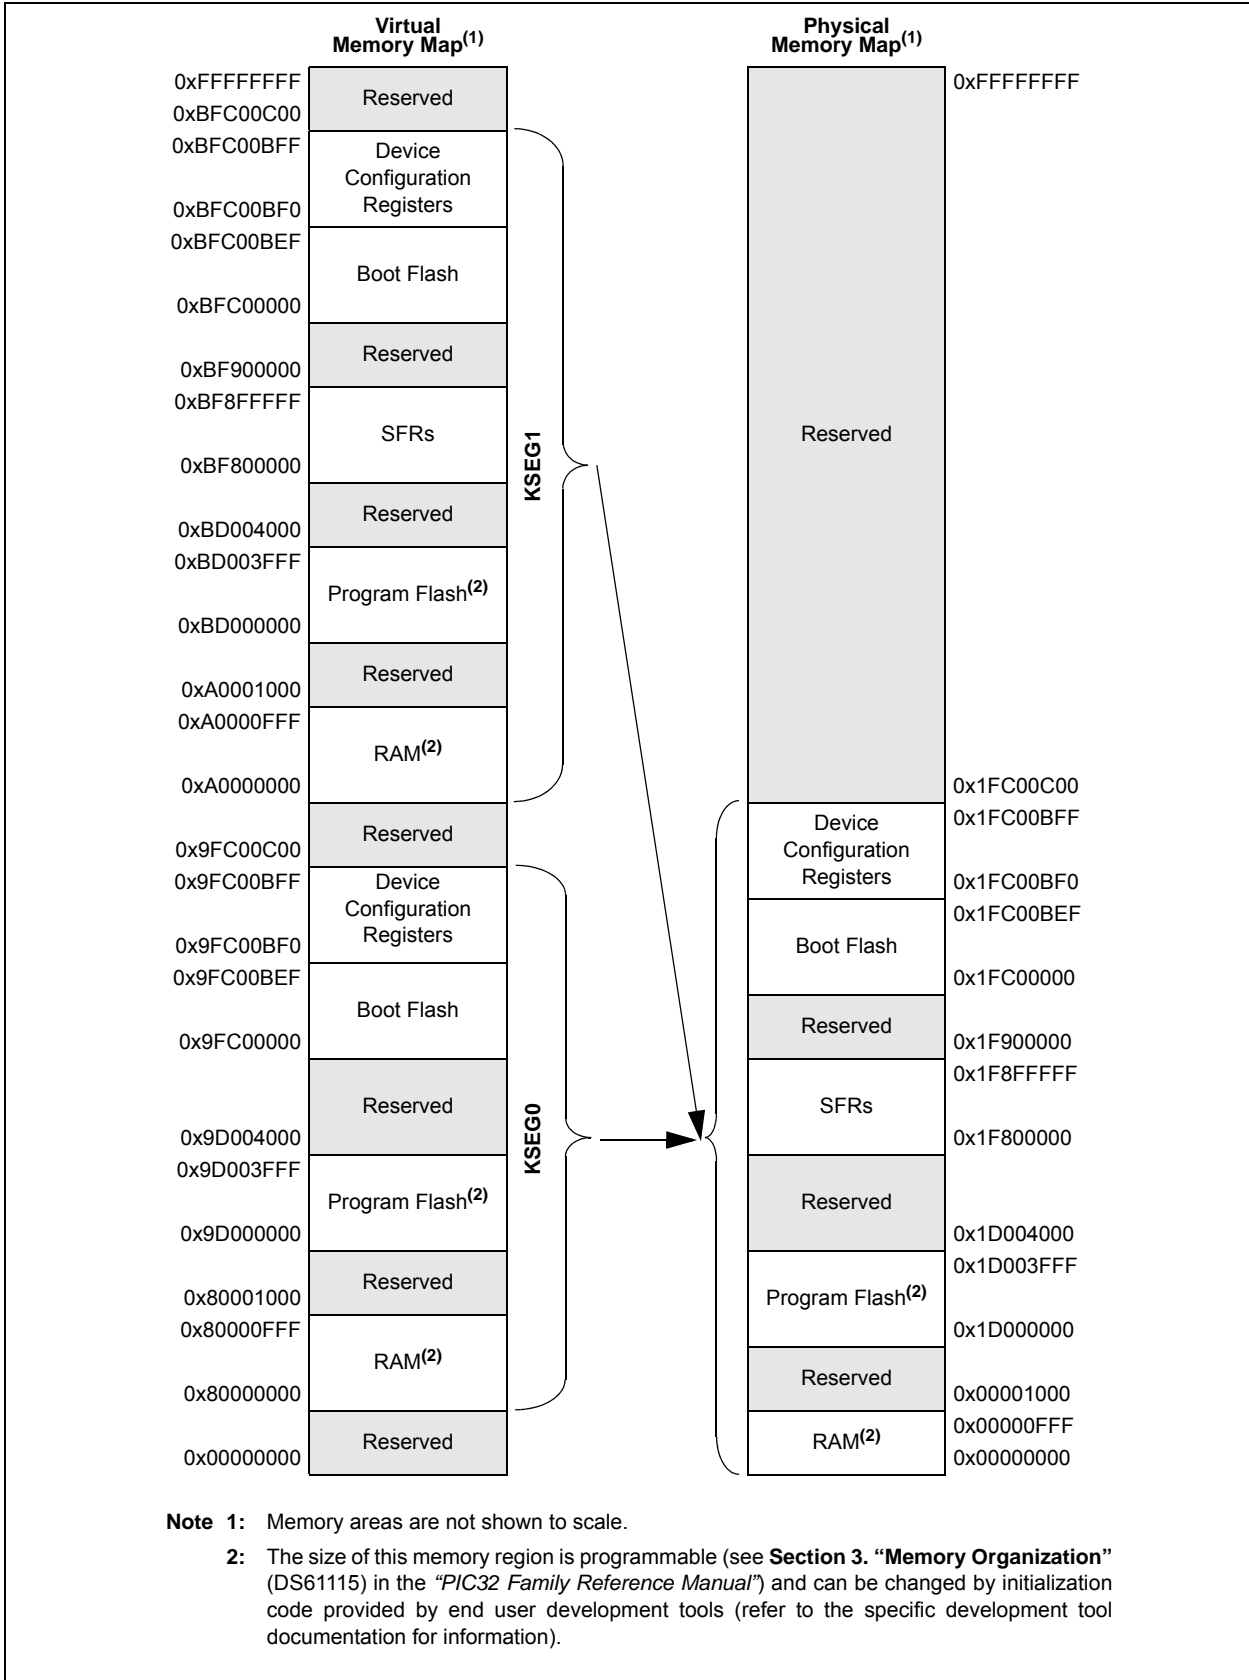 Virtual
Memory Map(1)
Physical
Memory Map(1)
0xFFFFFFFF
Reserved
0xBFC00C00
0xBFC00BFF
Device
Configuration
Registers
0xBFC00BF0
0xBFC00BEF
Boot Flash
0xBFC00000
Reserved
0xBF900000
0xBF8FFFFF
SFRs
0xBF800000
Reserved
0xBD004000
0xBD003FFF
Program Flash(2)
0xBD000000
Reserved
0xA0001000
0xA0000FFF
RAM(2)
0xA0000000
KSEG1
Reserved
0x9FC00C00
0x9FC00BFF
Device
Configuration
Registers
0x9FC00BF0
0x9FC00BEF
Boot Flash
0x9FC00000
Reserved
0x9D004000
0x9D003FFF
Program Flash(2)
0x9D000000
Reserved
0x80001000
0x80000FFF
RAM(2)
0x80000000
KSEG0
Reserved
0x00000000
0xFFFFFFFF
Reserved
0x1FC00C00
0x1FC00BFF
Device
Configuration
Registers
0x1FC00BF0
0x1FC00BEF
Boot Flash
0x1FC00000
Reserved
0x1F900000
0x1F8FFFFF
SFRs
0x1F800000
Reserved
0x1D004000
0x1D003FFF
Program Flash(2)
0x1D000000
Reserved
0x00001000
0x00000FFF
RAM(2)
0x00000000
Note 1: Memory areas are not shown to scale.
2: The size of this memory region is programmable (see Section 3. “Memory Organization”
(DS61115) in the “PIC32 Family Reference Manual”) and can be changed by initialization
code provided by end user development tools (refer to the specific development tool
documentation for information).